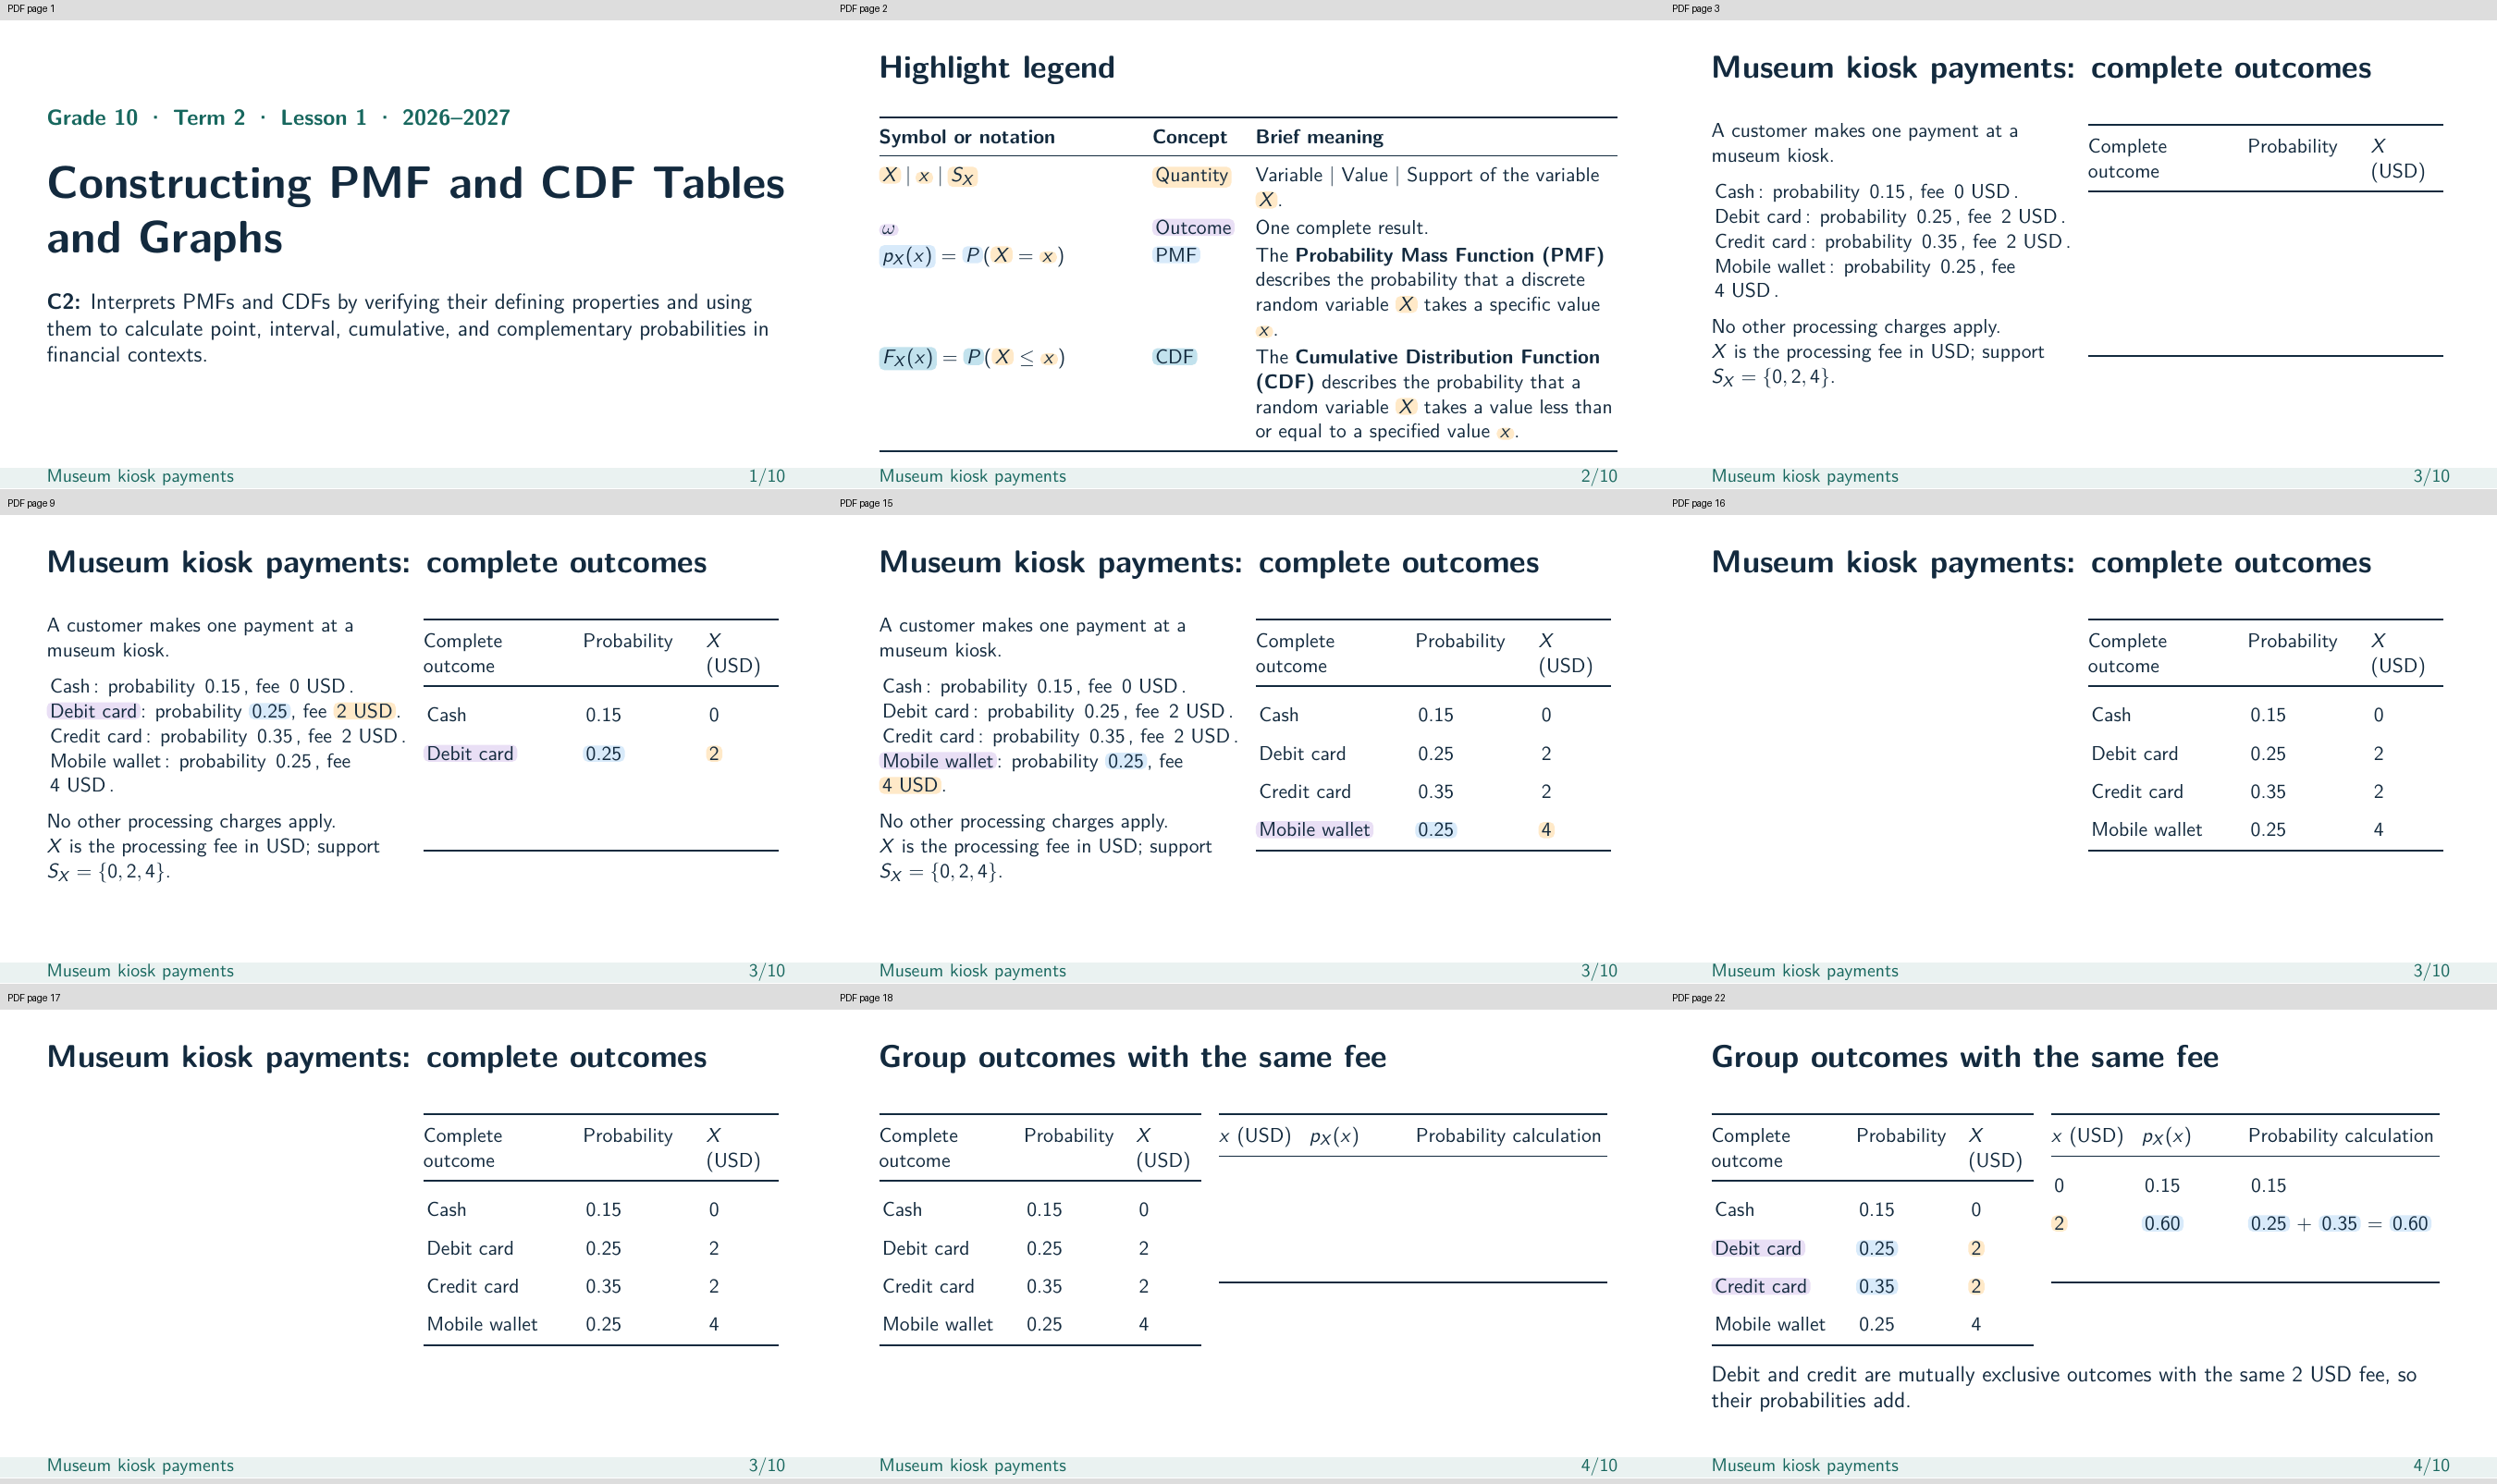 PDF page 1
Grade 10 · Term 2 · Lesson 1 · 2026–2027
Constructing PMF and CDF Tables
and Graphs
C2: Interprets PMFs and CDFs by verifying their defining properties and using
them to calculate point, interval, cumulative, and complementary probabilities in
financial contexts.
Museum kiosk payments 1/10
PDF page 2
Highlight legend
Symbol or notation Concept Brief meaning
X | x | S_X Quantity Variable | Value | Support of the variable
X.
ω Outcome One complete result.
p_X(x) = P(X = x) PMF The Probability Mass Function (PMF)
describes the probability that a discrete
random variable X takes a specific value
x.
F_X(x) = P(X ≤ x) CDF The Cumulative Distribution Function
(CDF) describes the probability that a
random variable X takes a value less than
or equal to a specified value x.
Museum kiosk payments 2/10
PDF page 3
Museum kiosk payments: complete outcomes
A customer makes one payment at a
museum kiosk.
Cash: probability 0.15, fee 0 USD.
Debit card: probability 0.25, fee 2 USD.
Credit card: probability 0.35, fee 2 USD.
Mobile wallet: probability 0.25, fee
4 USD.
No other processing charges apply.
X is the processing fee in USD; support
S_X = {0, 2, 4}.
Complete Probability X
outcome (USD)
Museum kiosk payments 3/10
PDF page 9
Museum kiosk payments: complete outcomes
A customer makes one payment at a
museum kiosk.
Cash: probability 0.15, fee 0 USD.
Debit card: probability 0.25, fee 2 USD.
Credit card: probability 0.35, fee 2 USD.
Mobile wallet: probability 0.25, fee
4 USD.
No other processing charges apply.
X is the processing fee in USD; support
S_X = {0, 2, 4}.
Complete Probability X
outcome (USD)
Cash 0.15 0
Debit card 0.25 2
Museum kiosk payments 3/10
PDF page 15
Museum kiosk payments: complete outcomes
A customer makes one payment at a
museum kiosk.
Cash: probability 0.15, fee 0 USD.
Debit card: probability 0.25, fee 2 USD.
Credit card: probability 0.35, fee 2 USD.
Mobile wallet: probability 0.25, fee
4 USD.
No other processing charges apply.
X is the processing fee in USD; support
S_X = {0, 2, 4}.
Complete Probability X
outcome (USD)
Cash 0.15 0
Debit card 0.25 2
Credit card 0.35 2
Mobile wallet 0.25 4
Museum kiosk payments 3/10
PDF page 16
Museum kiosk payments: complete outcomes
Complete Probability X
outcome (USD)
Cash 0.15 0
Debit card 0.25 2
Credit card 0.35 2
Mobile wallet 0.25 4
Museum kiosk payments 3/10
PDF page 17
Museum kiosk payments: complete outcomes
Complete Probability X
outcome (USD)
Cash 0.15 0
Debit card 0.25 2
Credit card 0.35 2
Mobile wallet 0.25 4
Museum kiosk payments 3/10
PDF page 18
Group outcomes with the same fee
Complete Probability X
outcome (USD)
Cash 0.15 0
Debit card 0.25 2
Credit card 0.35 2
Mobile wallet 0.25 4
x (USD) p_X(x) Probability calculation
Museum kiosk payments 4/10
PDF page 22
Group outcomes with the same fee
Complete Probability X
outcome (USD)
Cash 0.15 0
Debit card 0.25 2
Credit card 0.35 2
Mobile wallet 0.25 4
x (USD) p_X(x) Probability calculation
0 0.15 0.15
2 0.60 0.25 + 0.35 = 0.60
Debit and credit are mutually exclusive outcomes with the same 2 USD fee, so
their probabilities add.
Museum kiosk payments 4/10